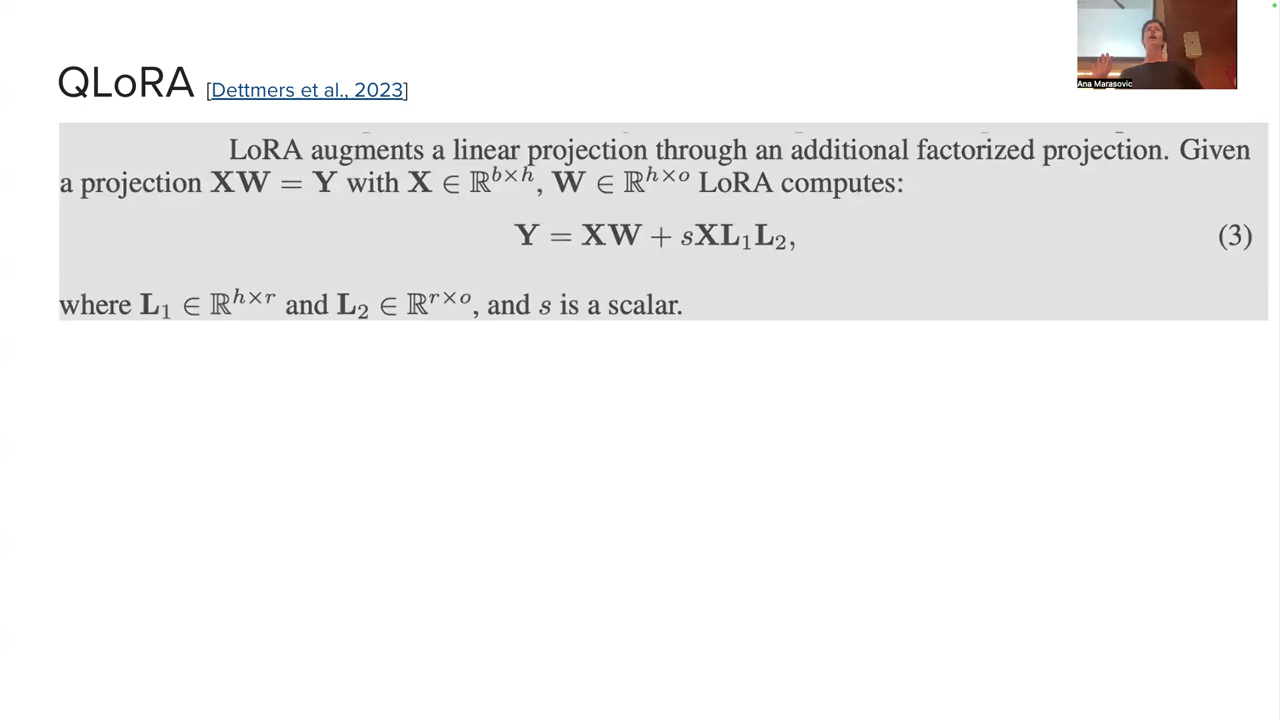 Ana Marasovic
QLoRA [Dettmers et al., 2023]
LoRA augments a linear projection through an additional factorized projection. Given
a projection XW = Y with X ∈ ℝ^{b×h}, W ∈ ℝ^{h×o} LoRA computes:
Y = XW + sXL₁L₂, (3)
where L₁ ∈ ℝ^{h×r} and L₂ ∈ ℝ^{r×o}, and s is a scalar.